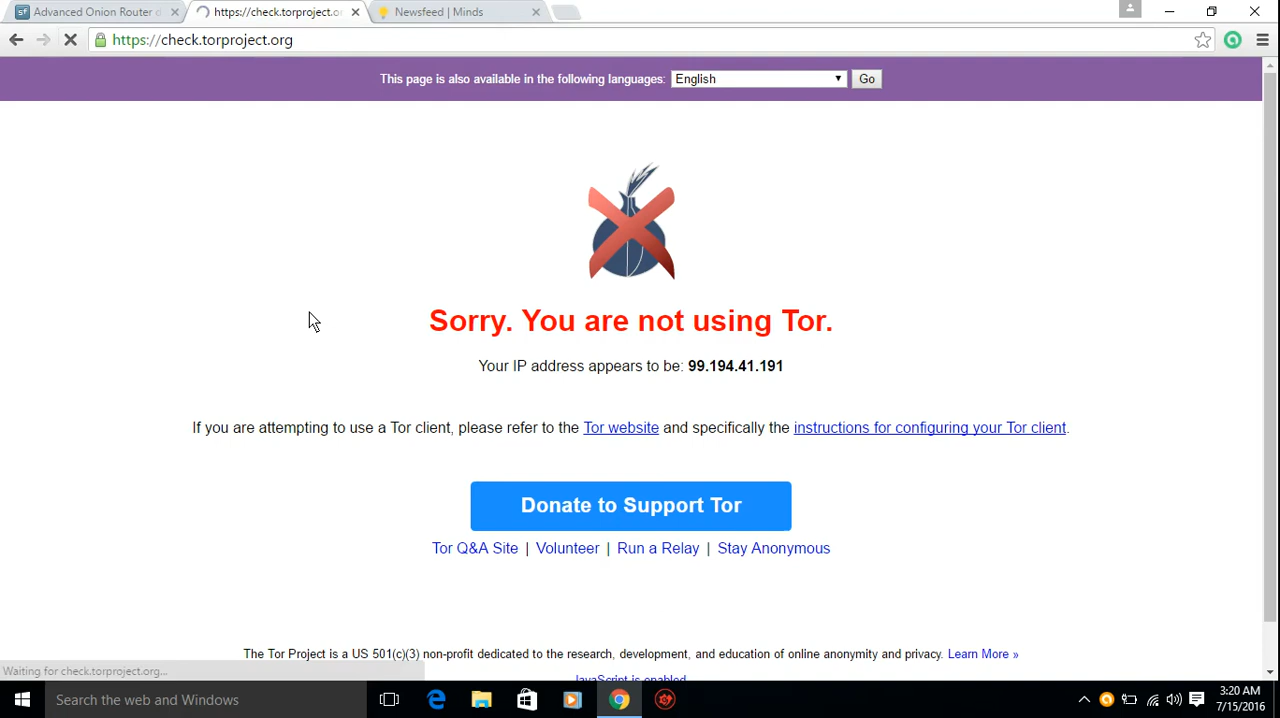 Advanced Onion Router d
https://check.torproject.o
Newsfeed | Minds
https://check.torproject.org
This page is also available in the following languages: English Go
Sorry. You are not using Tor.
Your IP address appears to be: 99.194.41.191
If you are attempting to use a Tor client, please refer to the Tor website and specifically the instructions for configuring your Tor client.
Donate to Support Tor
Tor Q&A Site | Volunteer | Run a Relay | Stay Anonymous
The Tor Project is a US 501(c)(3) non-profit dedicated to the research, development, and education of online anonymity and privacy. Learn More »
JavaScript is enabled.
Waiting for check.torproject.org...
Search the web and Windows
3:20 AM
7/15/2016